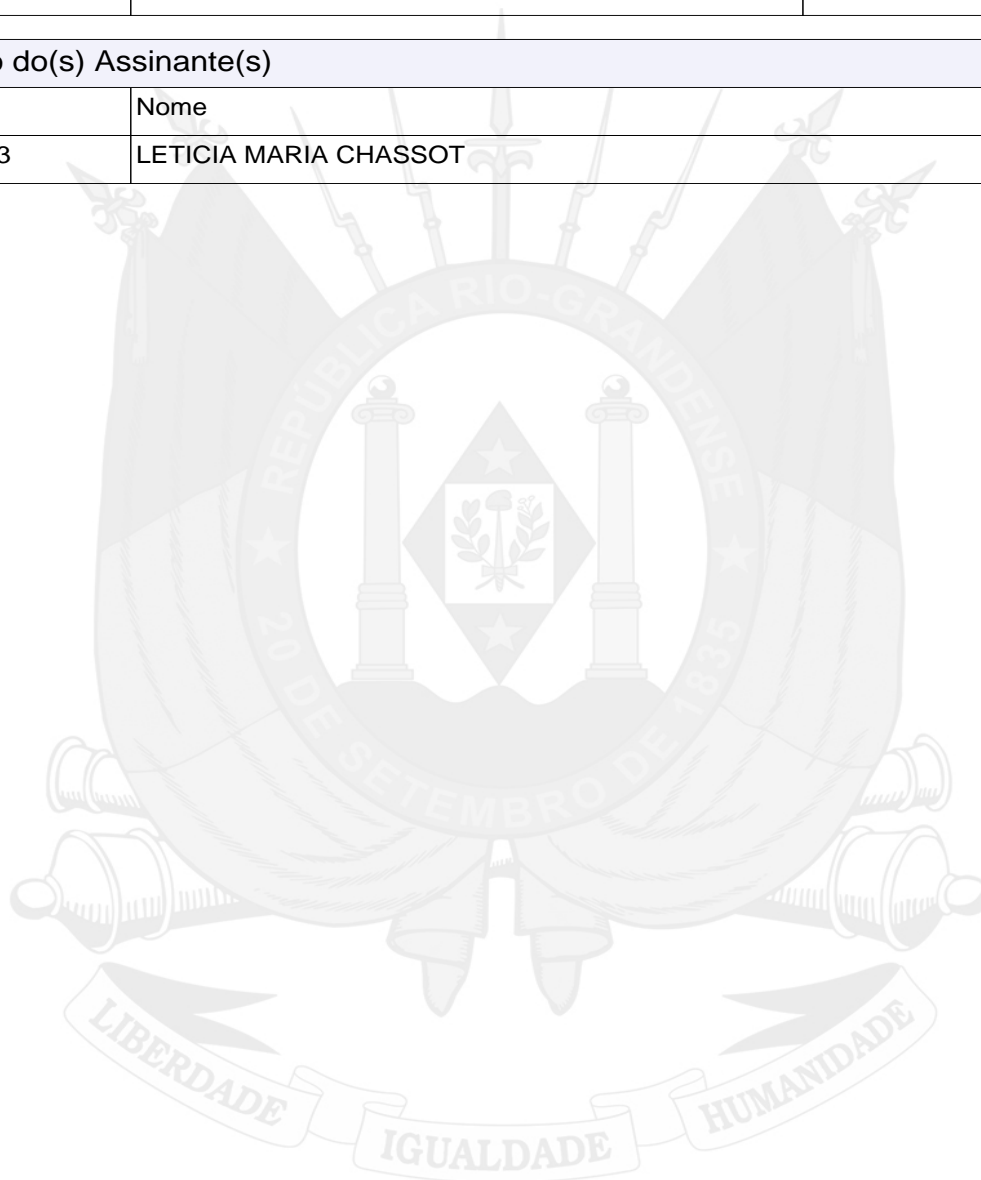 o do(s) Assinante(s)
Nome
3 LETICIA MARIA CHASSOT
REPÚBLICA RIO-GRANDENSE
★ 20 DE SETEMBRO DE 1835 ★
LIBERDADE
IGUALDADE
HUMANIDADE